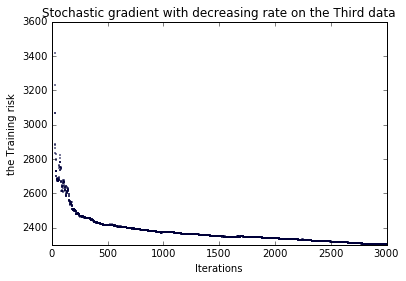 Stochastic gradient with decreasing rate on the Third data
3600
3400
3200
3000
2800
2600
2400
the Training risk
0 500 1000 1500 2000 2500 3000
Iterations